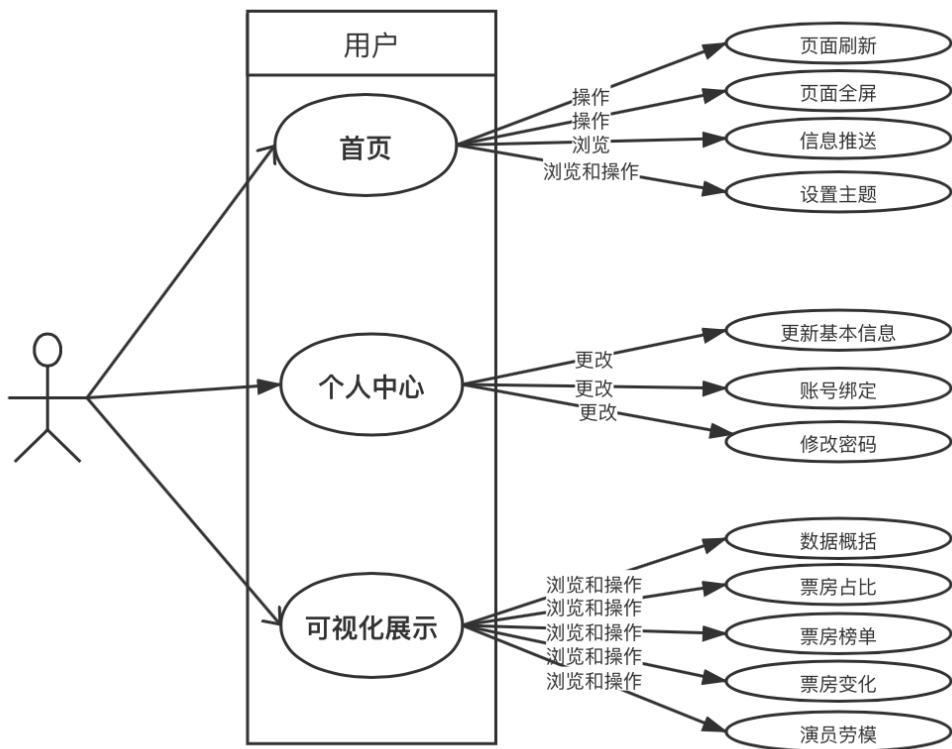 用户
首页
操作
操作
浏览
浏览和操作
页面刷新
页面全屏
信息推送
设置主题
个人中心
更改
更改
更改
更新基本信息
账号绑定
修改密码
可视化展示
浏览和操作
浏览和操作
浏览和操作
浏览和操作
浏览和操作
数据概括
票房占比
票房榜单
票房变化
演员劳模